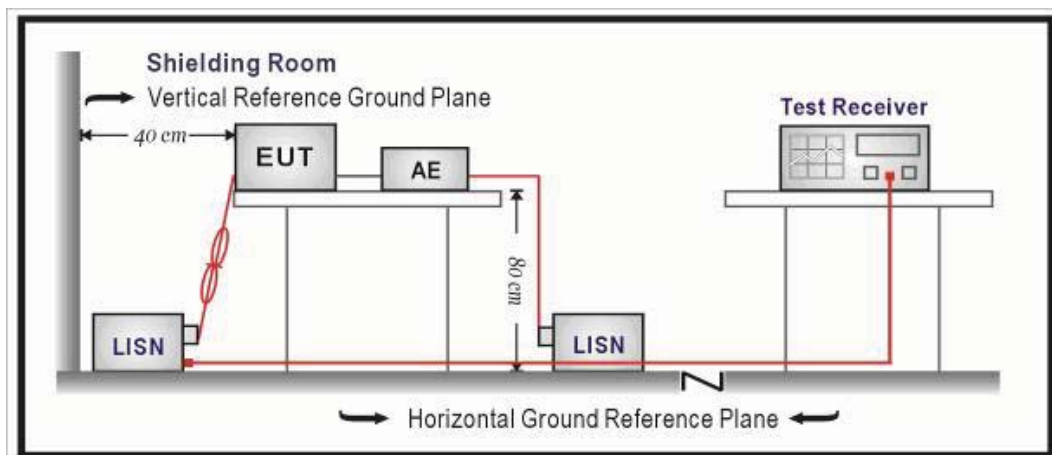 Shielding Room
Vertical Reference Ground Plane
40 cm
EUT
AE
Test Receiver
80 cm
LISN
LISN
Horizontal Ground Reference Plane